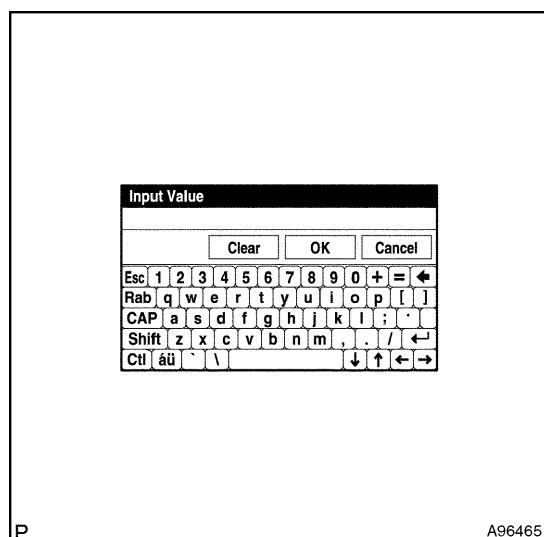 Input Value
Clear OK Cancel
Esc 1 2 3 4 5 6 7 8 9 0 + = 🡰
Rab q w e r t y u i o p [ ]
CAP a s d f g h j k l ; '
Shift z x c v b n m , . / ↵
Ctl áü ` \ ↓ ↑ ← →
P A96465